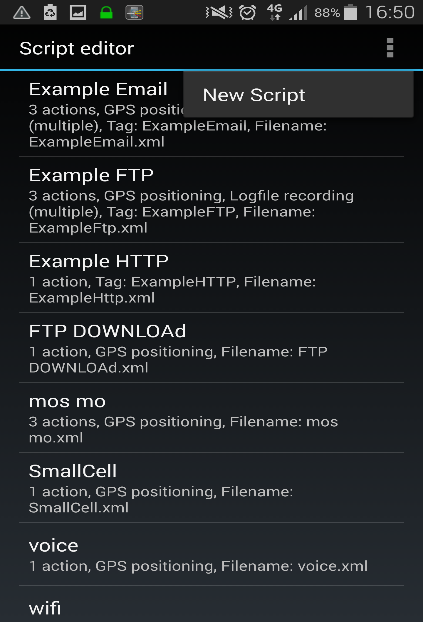 4G
88%
16:50
Script editor
New Script
Example Email
3 actions, GPS
(multiple), Tag: ExampleEmail, Filename:
ExampleEmail.xml
Example FTP
3 actions, GPS positioning, Logfile recording
(multiple), Tag: ExampleFTP, Filename:
ExampleFtp.xml
Example HTTP
1 action, Tag: ExampleHTTP, Filename:
ExampleHttp.xml
FTP DOWNLOAd
1 action, GPS positioning, Filename: FTP
DOWNLOAd.xml
mos mo
3 actions, GPS positioning, Filename: mos
mo.xml
SmallCell
1 action, GPS positioning, Filename:
SmallCell.xml
voice
1 action, GPS positioning, Filename: voice.xml
wifi